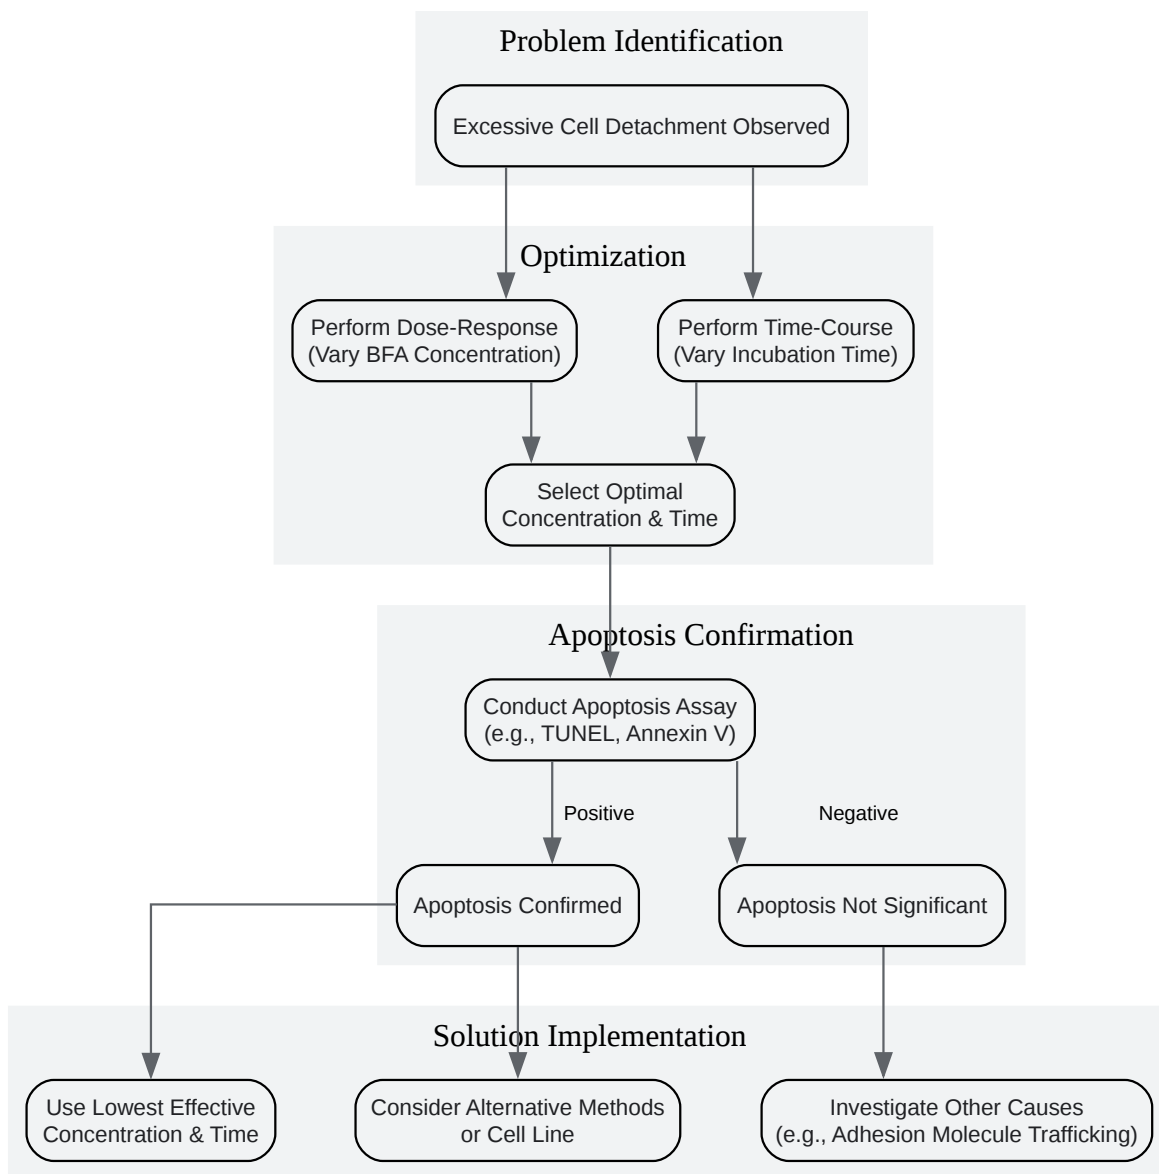 Problem Identification
Excessive Cell Detachment Observed
Optimization
Perform Dose-Response
(Vary BFA Concentration)
Perform Time-Course
(Vary Incubation Time)
Select Optimal
Concentration & Time
Apoptosis Confirmation
Conduct Apoptosis Assay
(e.g., TUNEL, Annexin V)
Positive
Negative
Apoptosis Confirmed
Apoptosis Not Significant
Solution Implementation
Use Lowest Effective
Concentration & Time
Consider Alternative Methods
or Cell Line
Investigate Other Causes
(e.g., Adhesion Molecule Trafficking)